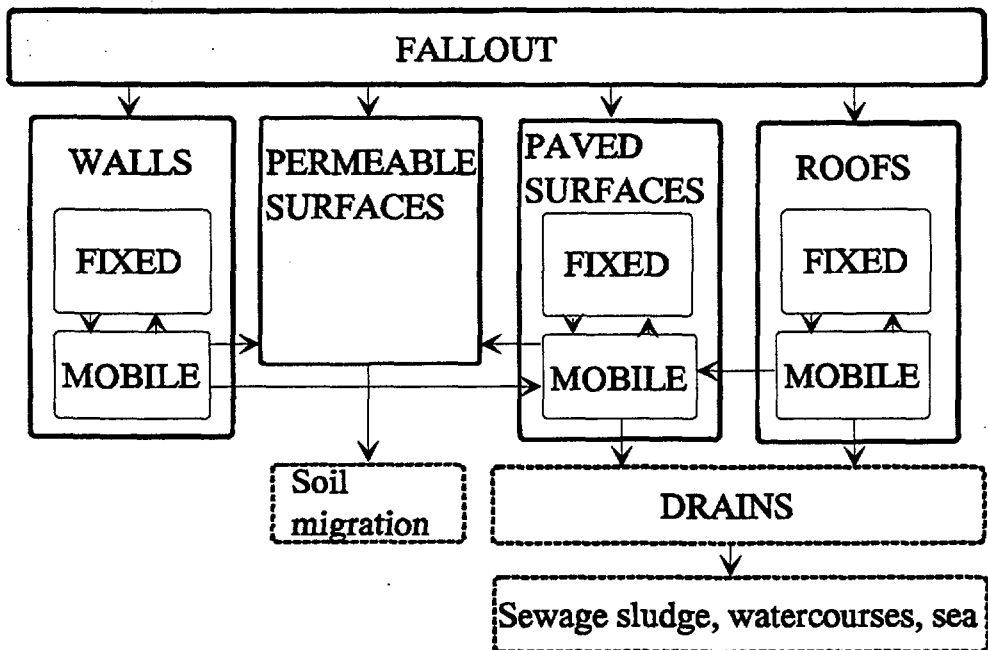 FALLOUT
WALLS
FIXED
MOBILE
PERMEABLE
SURFACES
PAVED
SURFACES
FIXED
MOBILE
ROOFS
FIXED
MOBILE
Soil
migration
DRAINS
Sewage sludge, watercourses, sea